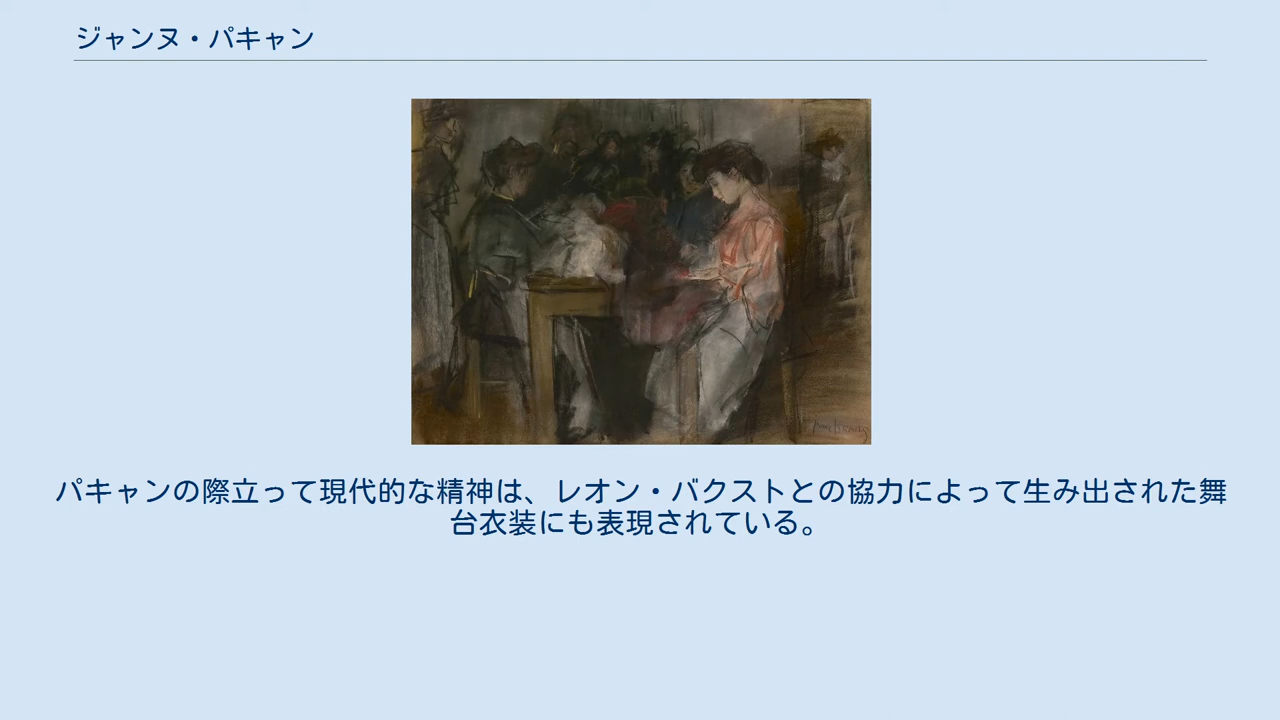 ジャンヌ・パキャン
パキャンの際立って現代的な精神は、レオン・バクストとの協力によって生み出された舞
台衣装にも表現されている。